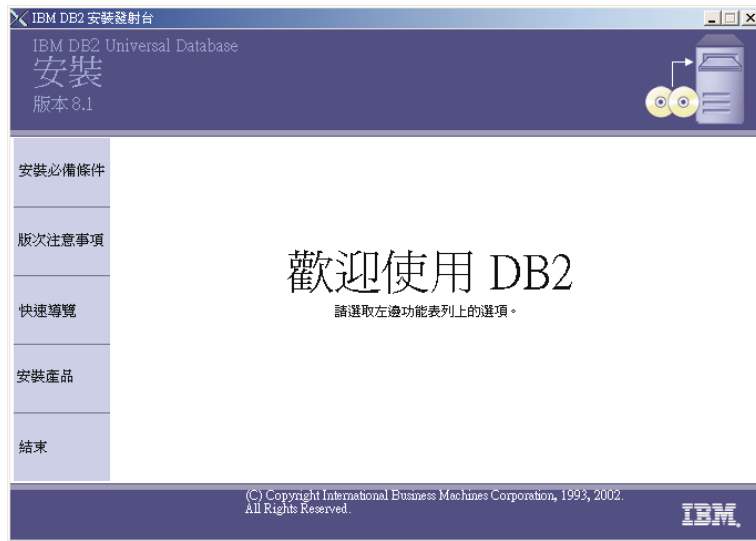 IBM DB2 安裝發射台
IBM DB2 Universal Database
安裝
版本 8.1
安裝必備條件
版次注意事項
快速導覽
安裝產品
結束
歡迎使用 DB2
請選取左邊功能表列上的選項。
(C) Copyright International Business Machines Corporation, 1993, 2002.
All Rights Reserved.
IBM.